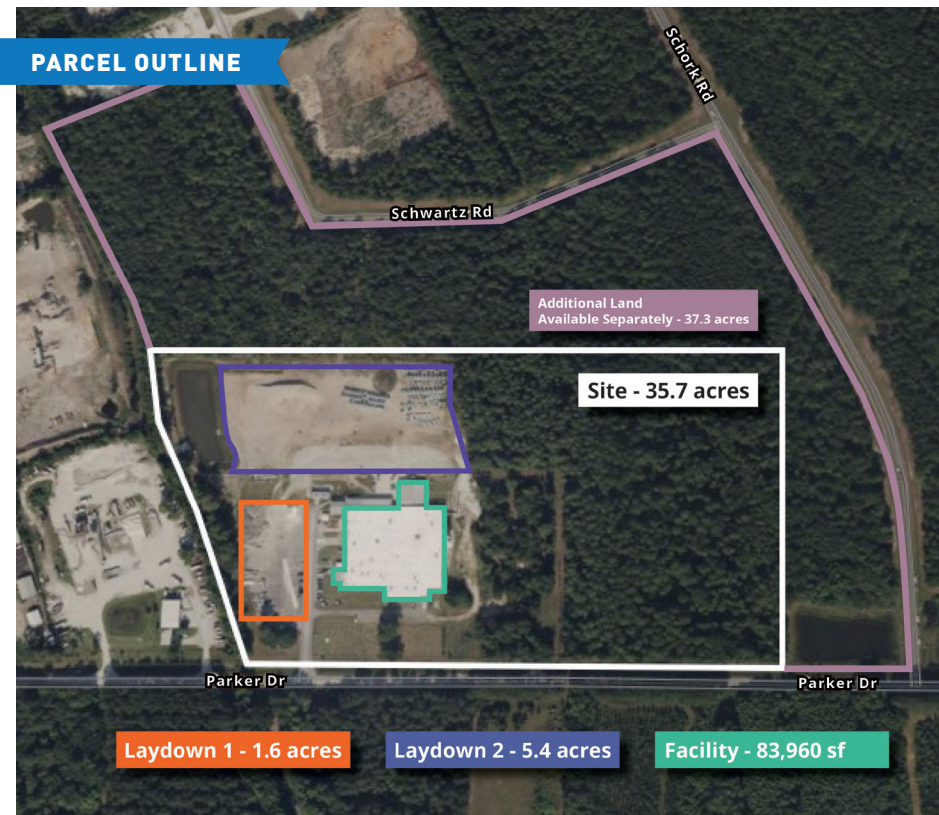 PARCEL OUTLINE
Schork Rd
Schwartz Rd
Additional Land
Available Separately - 37.3 acres
Site - 35.7 acres
Parker Dr
Parker Dr
Laydown 1 - 1.6 acres
Laydown 2 - 5.4 acres
Facility - 83,960 sf